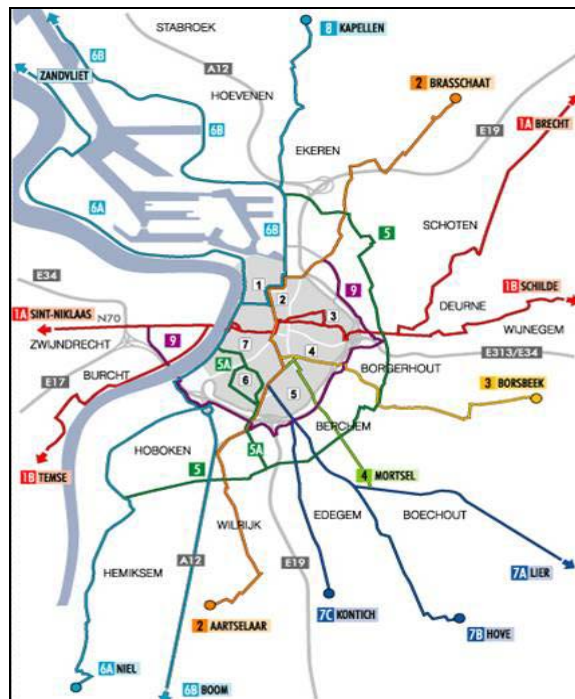 6B
STABROEK
8 KAPELLEN
ZANDVLIET
6B
A12
HOEVENEN
2 BRASSCHAAT
1A BRECHT
E19
6B
EKEREN
6A
6B
5
SCHOTEN
E34
1
2
9
1B SCHILDE
1A SINT-NIKLAAS
N70
3
DEURNE
WIJNEGEM
ZWIJNDRECHT
9
7
4
E313/E34
5A
BORGERHOUT
E17
BURCHT
6
5
3 BORSBEEK
BERCHEM
HOBOKEN
5A
1B TEMSE
5
4 MORTSEL
WILRIJK
EDEGEM
BOECHOUT
HEMIKSEM
A12
E19
7A LIER
7C KONTICH
2 AARTSELAAR
7B HOVE
6A NIEL
6B BOOM